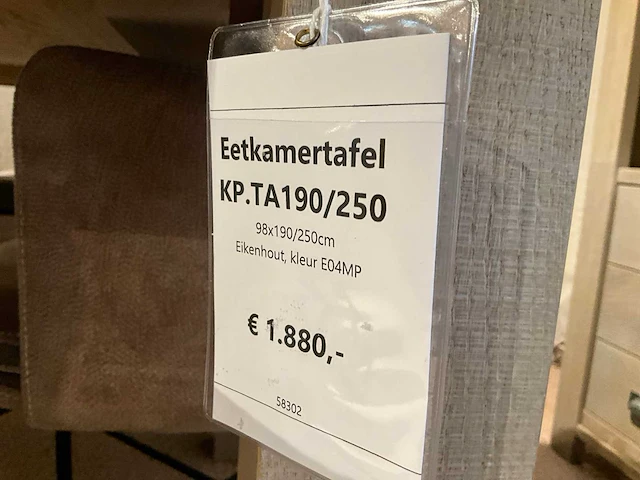 Eetkamertafel
KP.TA190/250
98x190/250cm
Eikenhout, kleur E04MP
€ 1.880,-
58302